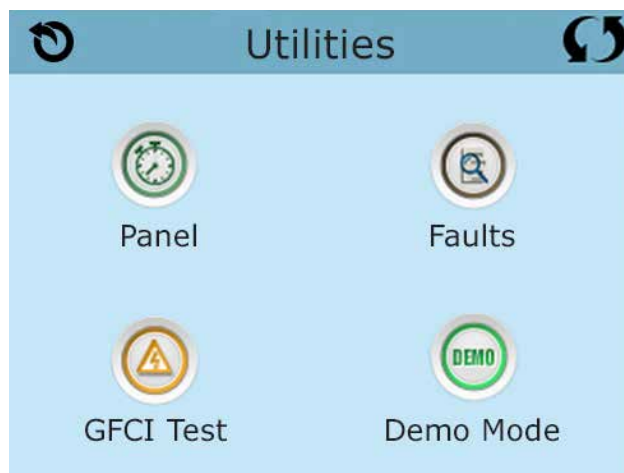 Utilities
Panel
Faults
GFCI Test
DEMO
Demo Mode